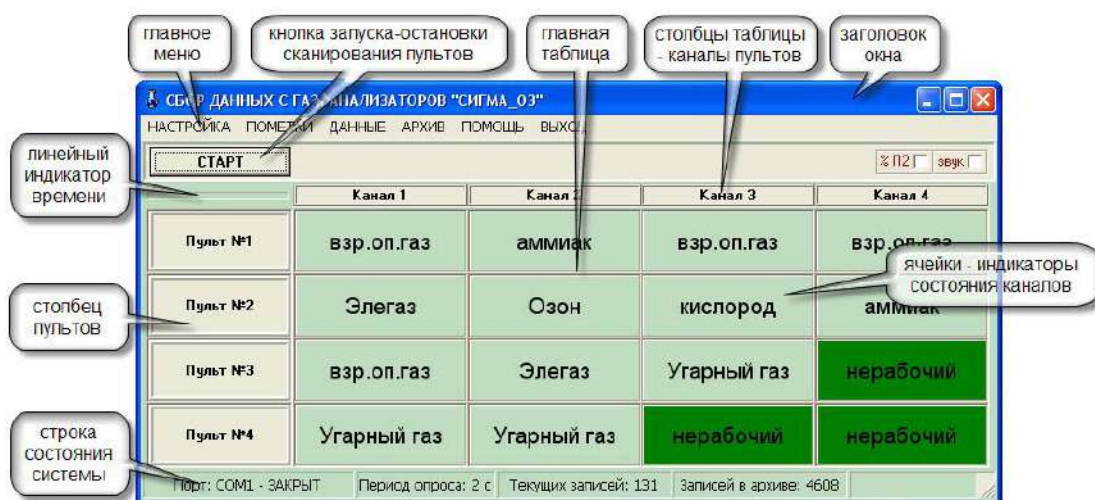 главное
меню
кнопка запуска-остановки
сканирования пультов
главная
таблица
столбцы таблицы
- каналы пультов
заголовок
окна
СБОР ДАННЫХ С ГАЗОАНАЛИЗАТОРОВ "СИГМА_03"
НАСТРОЙКА ПОМЕТКИ ДАННЫЕ АРХИВ ПОМОЩЬ ВЫХОД
линейный
индикатор
времени
СТАРТ
% П2 звук
Канал 1 Канал 2 Канал 3 Канал 4
Пульт №1 взр.оп.газ аммиак взр.оп.газ взр.оп.газ
ячейки - индикаторы
состояния каналов
столбец
пультов
Пульт №2 Элегаз Озон кислород аммиак
Пульт №3 взр.оп.газ Элегаз Угарный газ нерабочий
Пульт №4 Угарный газ Угарный газ нерабочий нерабочий
строка
состояния
системы
Порт: COM1 - ЗАКРЫТ Период опроса: 2 с Текущих записей: 131 Записей в архиве: 4608